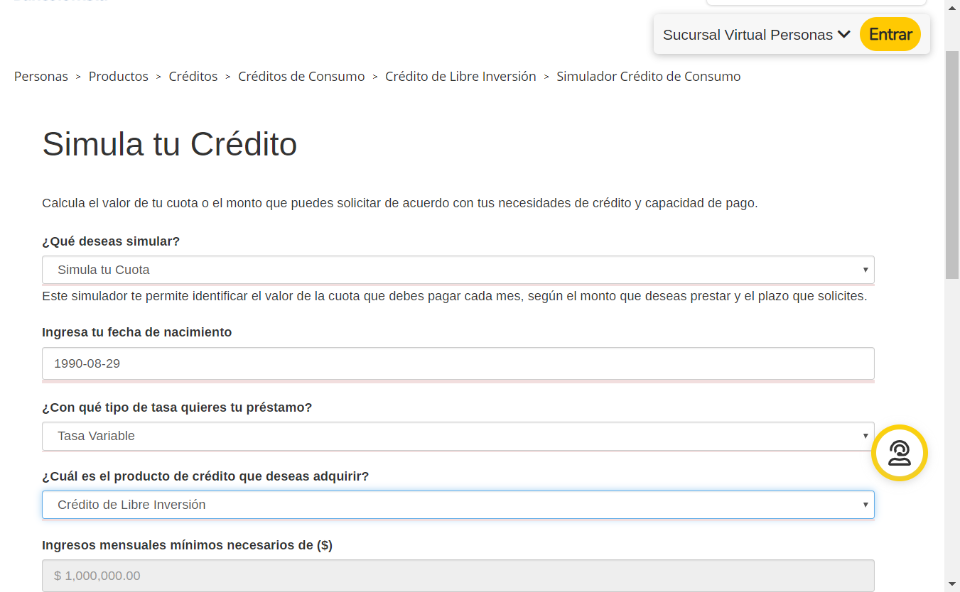 Sucursal Virtual Personas Entrar
Personas > Productos > Créditos > Créditos de Consumo > Crédito de Libre Inversión > Simulador Crédito de Consumo
Simula tu Crédito
Calcula el valor de tu cuota o el monto que puedes solicitar de acuerdo con tus necesidades de crédito y capacidad de pago.
¿Qué deseas simular?
Simula tu Cuota
Este simulador te permite identificar el valor de la cuota que debes pagar cada mes, según el monto que deseas prestar y el plazo que solicites.
Ingresa tu fecha de nacimiento
1990-08-29
¿Con qué tipo de tasa quieres tu préstamo?
Tasa Variable
¿Cuál es el producto de crédito que deseas adquirir?
Crédito de Libre Inversión
Ingresos mensuales mínimos necesarios de ($)
$ 1,000,000.00